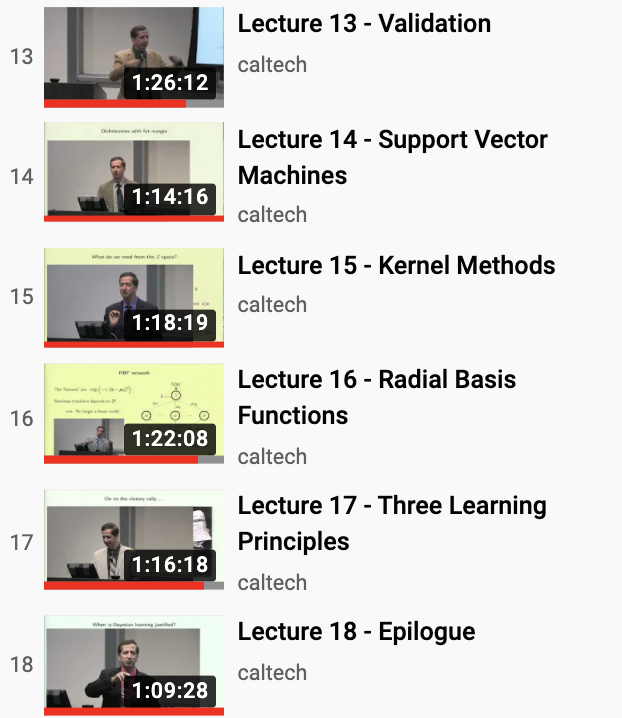 13
1:26:12
Lecture 13 - Validation
caltech
14
Dichotomies with fat margin
1:14:16
Lecture 14 - Support Vector
Machines
caltech
15
What do we need from the Z space?
1:18:19
Lecture 15 - Kernel Methods
caltech
16
RBF network
1:22:08
Lecture 16 - Radial Basis
Functions
caltech
17
On to the victory rally ...
1:16:18
Lecture 17 - Three Learning
Principles
caltech
18
When is Bayesian learning justified?
1:09:28
Lecture 18 - Epilogue
caltech